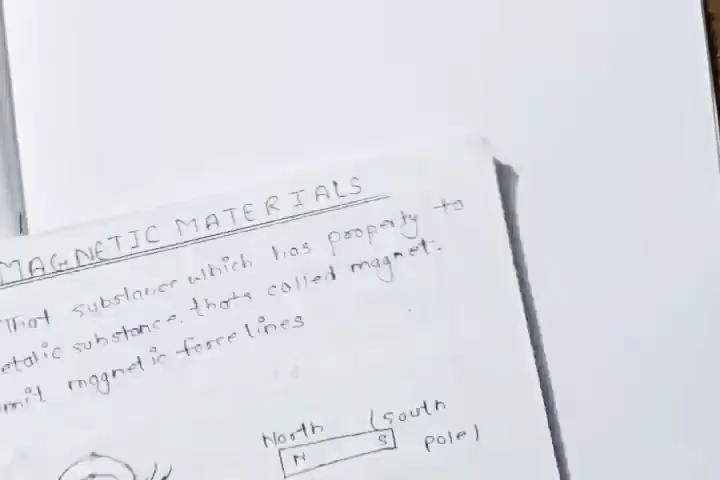 MAGNETIC MATERIALS
That substance which has property to
etalic substance. thats called magnet.
mit magnetic force lines
North (South
N S pole)